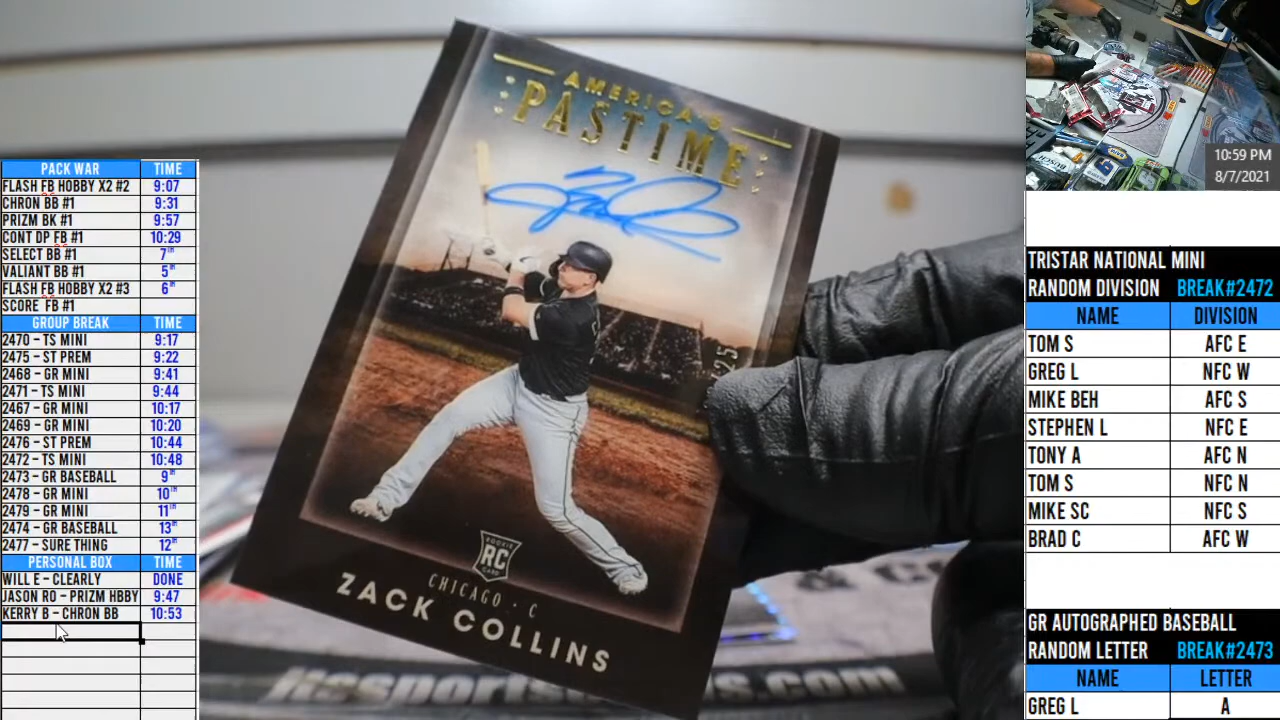 PACK WAR TIME
FLASH FB HOBBY X2 #2 9:07
CHRON BB #1 9:31
PRIZM BK #1 9:57
CONT DP FB #1 10:29
SELECT BB #1 7TH
VALIANT BB #1 5TH
FLASH FB HOBBY X2 #3 6TH
SCORE FB #1
GROUP BREAK TIME
2470 - TS MINI 9:17
2475 - ST PREM 9:22
2468 - GR MINI 9:41
2471 - TS MINI 9:44
2467 - GR MINI 10:17
2469 - GR MINI 10:20
2476 - ST PREM 10:44
2472 - TS MINI 10:48
2473 - GR BASEBALL 9TH
2478 - GR MINI 10TH
2479 - GR MINI 11TH
2474 - GR BASEBALL 13TH
2477 - SURE THING 12TH
PERSONAL BOX TIME
WILL E - CLEARLY DONE
JASON RO - PRIZM HBBY 9:47
KERRY B - CHRON BB 10:53
AMERICA'S
PASTIME
ROOKIE
RC
CARD
CHICAGO - C
ZACK COLLINS
BUSCH
10:59 PM
8/7/2021
TRISTAR NATIONAL MINI
RANDOM DIVISION BREAK#2472
NAME DIVISION
TOM S AFC E
GREG L NFC W
MIKE BEH AFC S
STEPHEN L NFC E
TONY A AFC N
TOM S NFC N
MIKE SC NFC S
BRAD C AFC W
GR AUTOGRAPHED BASEBALL
RANDOM LETTER BREAK#2473
NAME LETTER
GREG L A